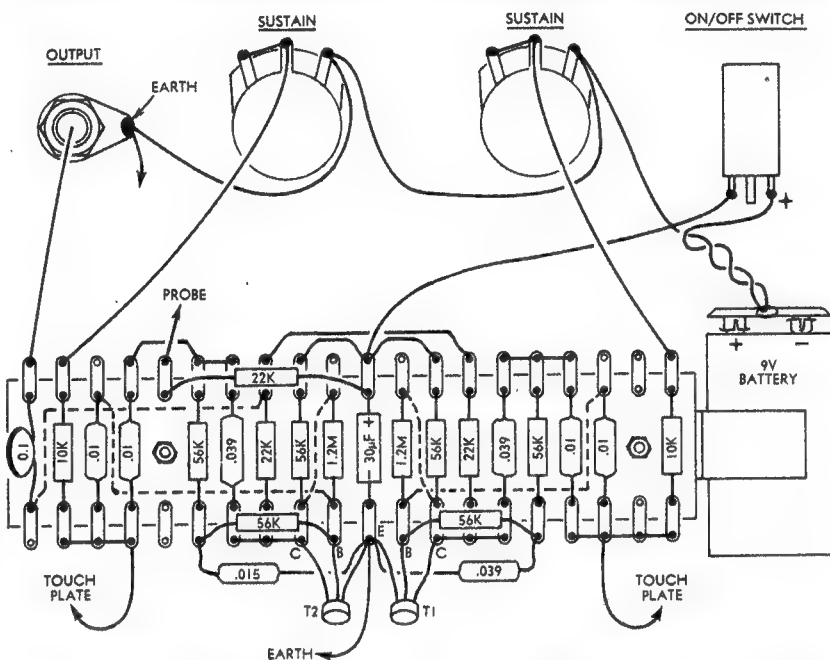 SUSTAIN
SUSTAIN
ON/OFF SWITCH
OUTPUT
EARTH
+
PROBE
+
−
9V
BATTERY
22K
0.1
10K
.01
.01
56K
.039
22K
56K
1.2M
30µF +
1.2M
56K
22K
.039
56K
.01
.01
10K
56K
56K
E
C
B
B
C
.015
.039
TOUCH
PLATE
T2
T1
TOUCH
PLATE
EARTH